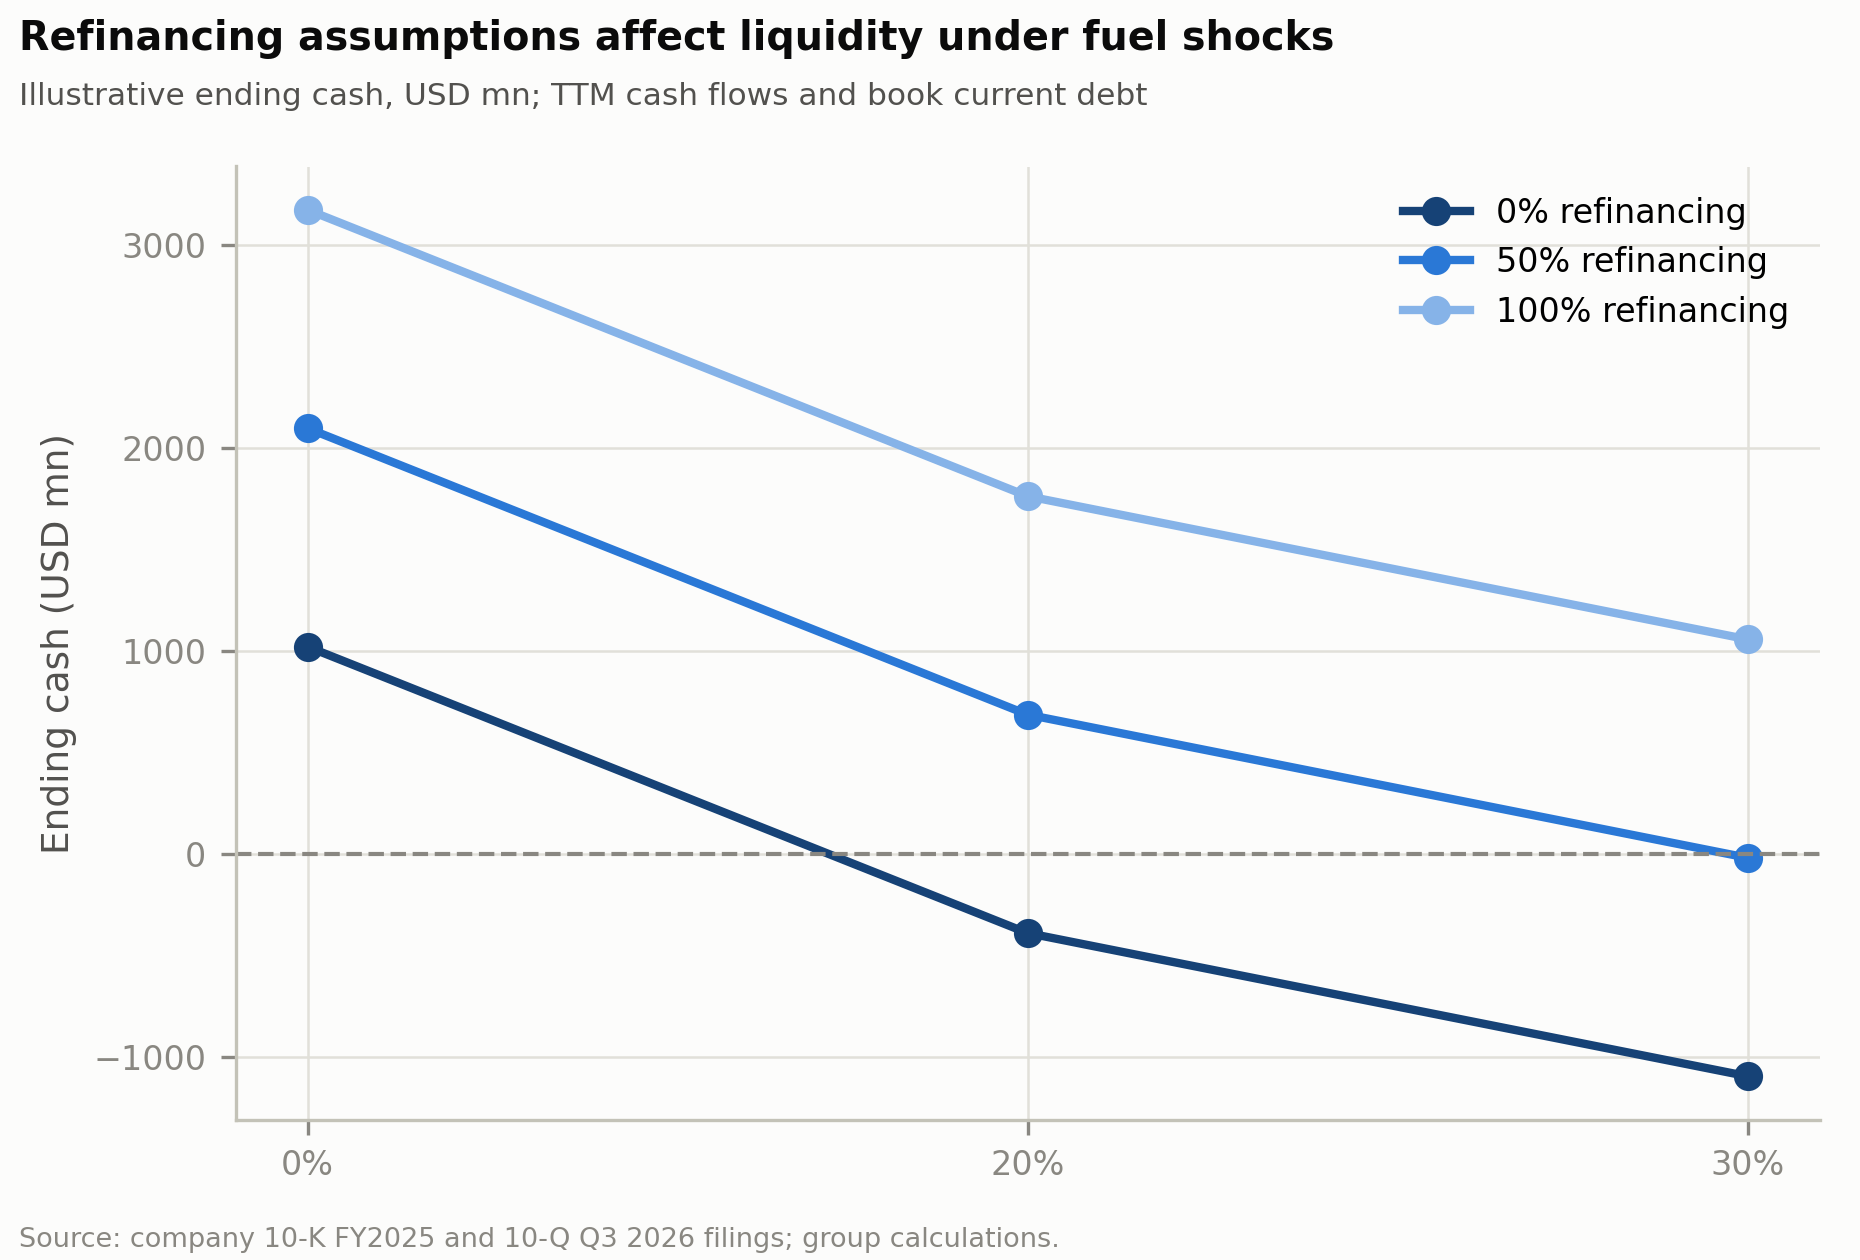 Refinancing assumptions affect liquidity under fuel shocks
Illustrative ending cash, USD mn; TTM cash flows and book current debt
0% refinancing
50% refinancing
100% refinancing
Ending cash (USD mn)
3000
2000
1000
0
−1000
0%
20%
30%
Source: company 10-K FY2025 and 10-Q Q3 2026 filings; group calculations.